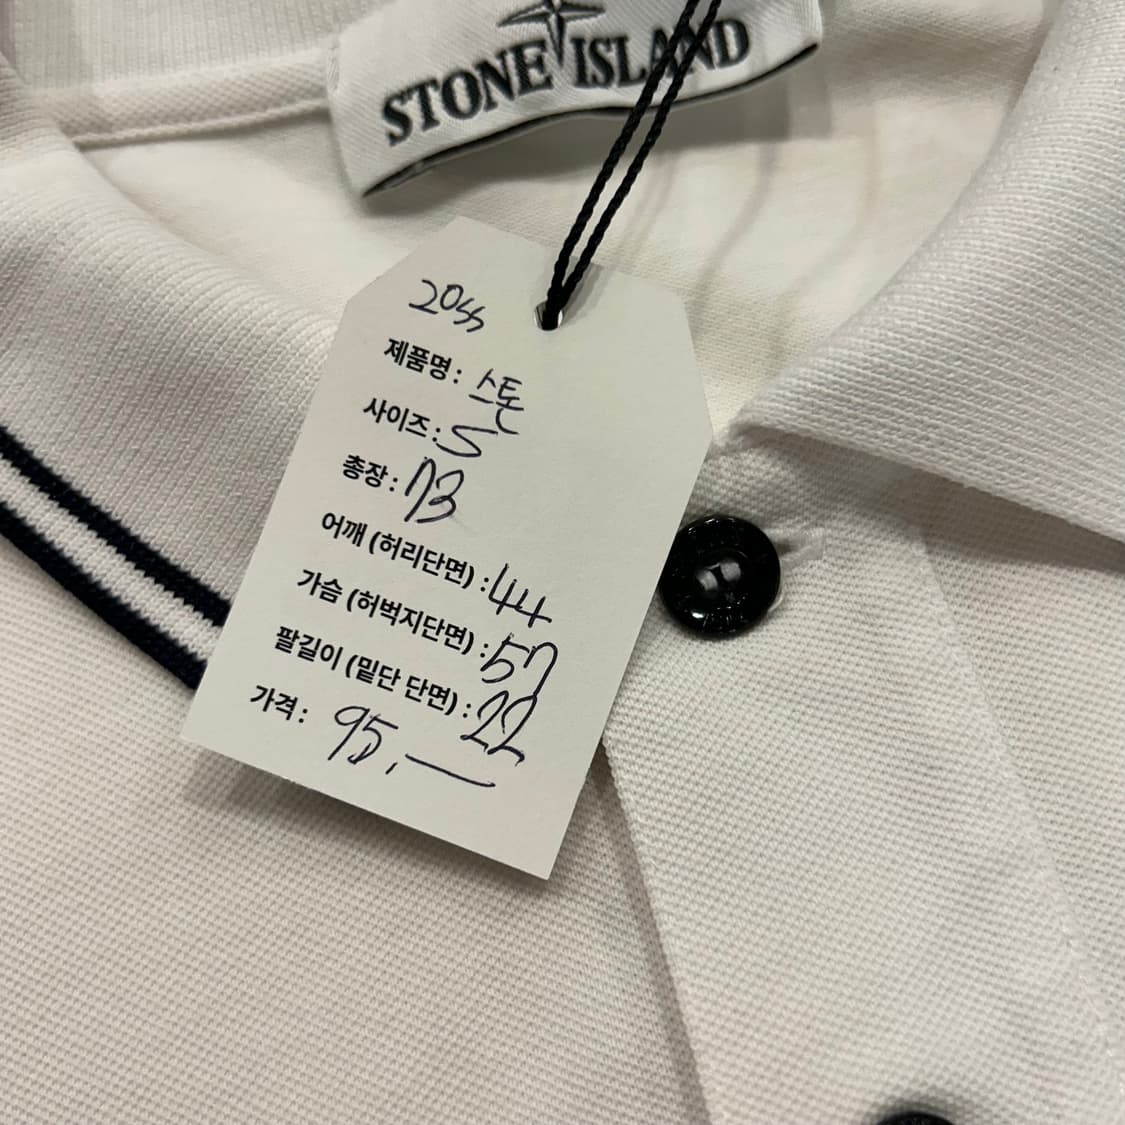 STONE ISLAND
20ss
제품명: 스톤
사이즈: S
총장: 73
어깨 (허리단면) : 44
가슴 (허벅지단면) : 57
팔길이 (밑단 단면) : 22
가격: 95,—